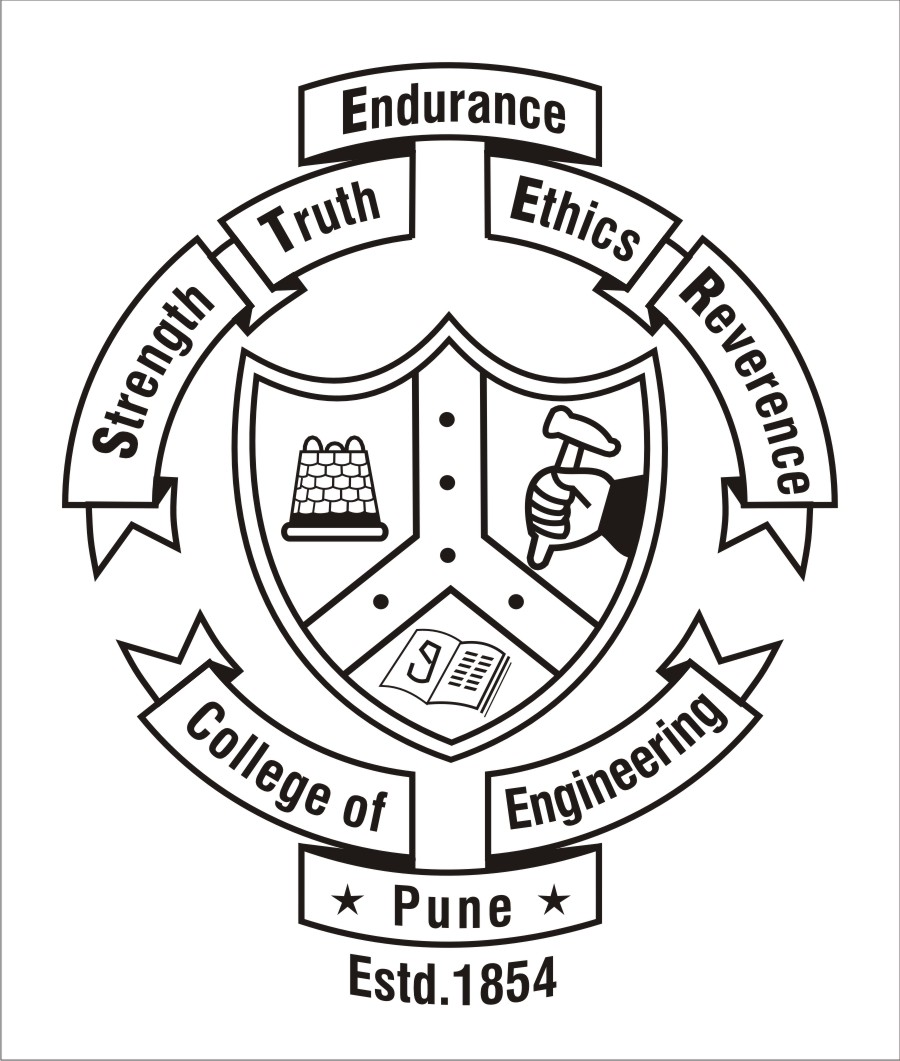 Endurance
Truth
Ethics
Strength
Reverence
College of
Engineering
★ Pune ★
Estd.1854